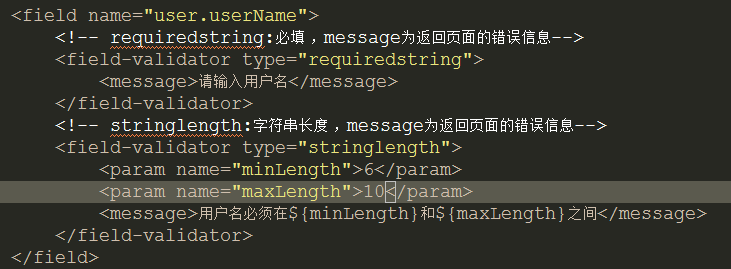 <field name="user.userName">
<!-- requiredstring:必填，message为返回页面的错误信息-->
<field-validator type="requiredstring">
<message>请输入用户名</message>
</field-validator>
<!-- stringlength:字符串长度，message为返回页面的错误信息-->
<field-validator type="stringlength">
<param name="minLength">6</param>
<param name="maxLength">10</param>
<message>用户名必须在${minLength}和${maxLength}之间</message>
</field-validator>
</field>